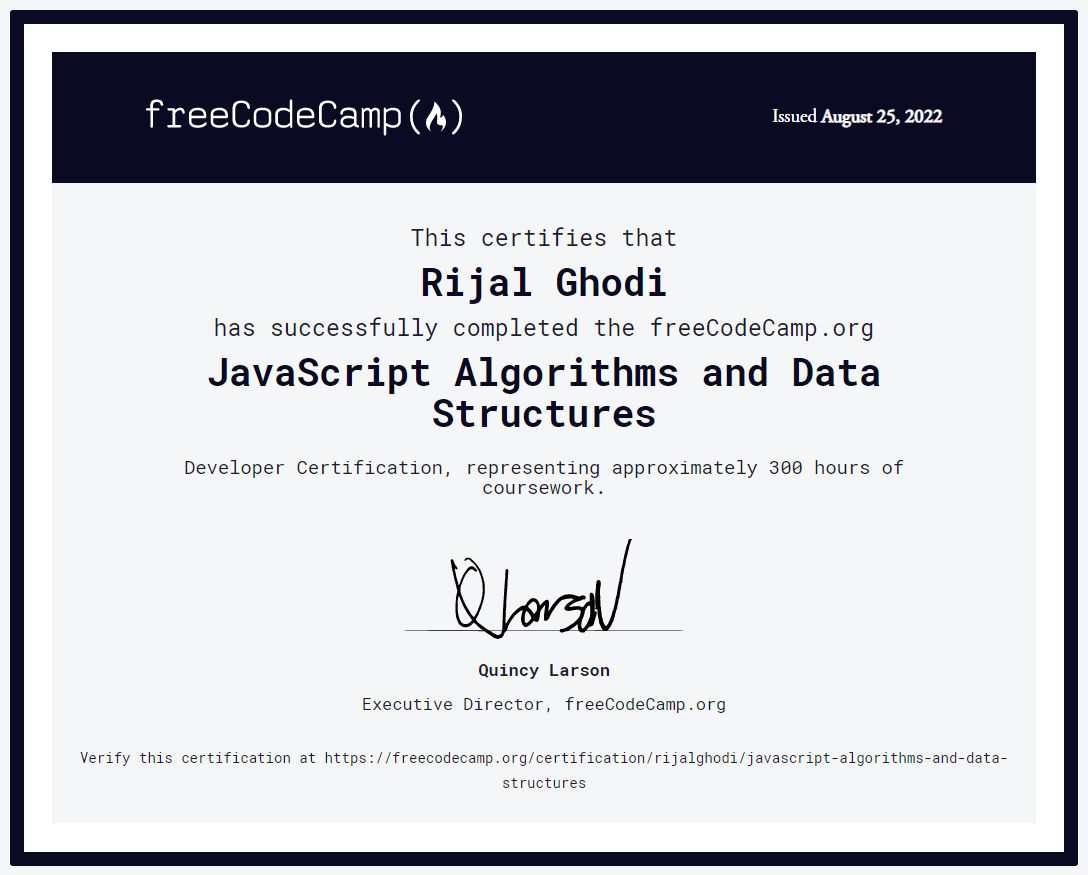 freeCodeCamp(🔥)
Issued August 25, 2022
This certifies that
Rijal Ghodi
has successfully completed the freeCodeCamp.org
JavaScript Algorithms and Data
Structures
Developer Certification, representing approximately 300 hours of
coursework.
Q Larson
Quincy Larson
Executive Director, freeCodeCamp.org
Verify this certification at https://freecodecamp.org/certification/rijalghodi/javascript-algorithms-and-data-
structures